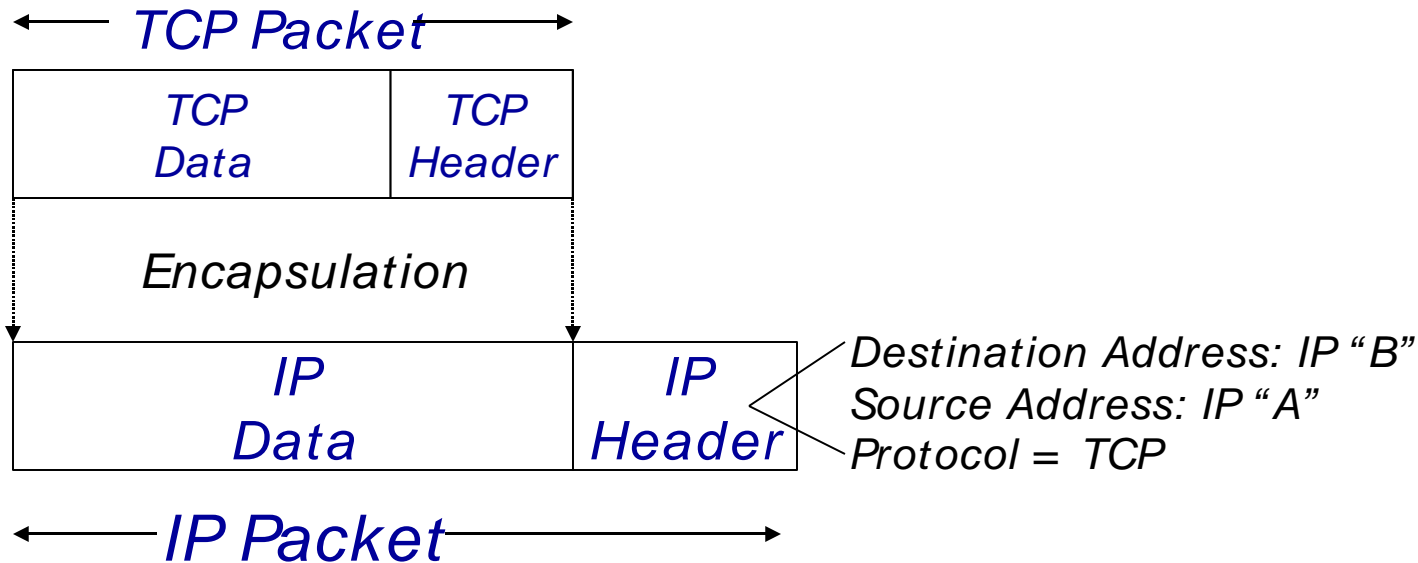 TCP Packet
TCP
Data
TCP
Header
Encapsulation
IP
Data
IP
Header
Destination Address: IP “B”
Source Address: IP “A”
Protocol = TCP
IP Packet